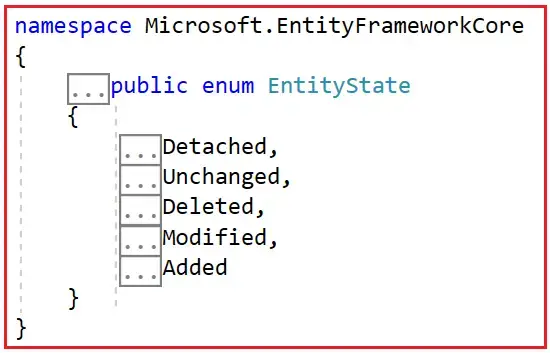 namespace Microsoft.EntityFrameworkCore
{
...public enum EntityState
{
...Detached,
...Unchanged,
...Deleted,
...Modified,
...Added
}
}